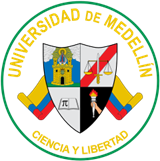 UNIVERSIDAD DE MEDELLÍN
π
CIENCIA Y LIBERTAD